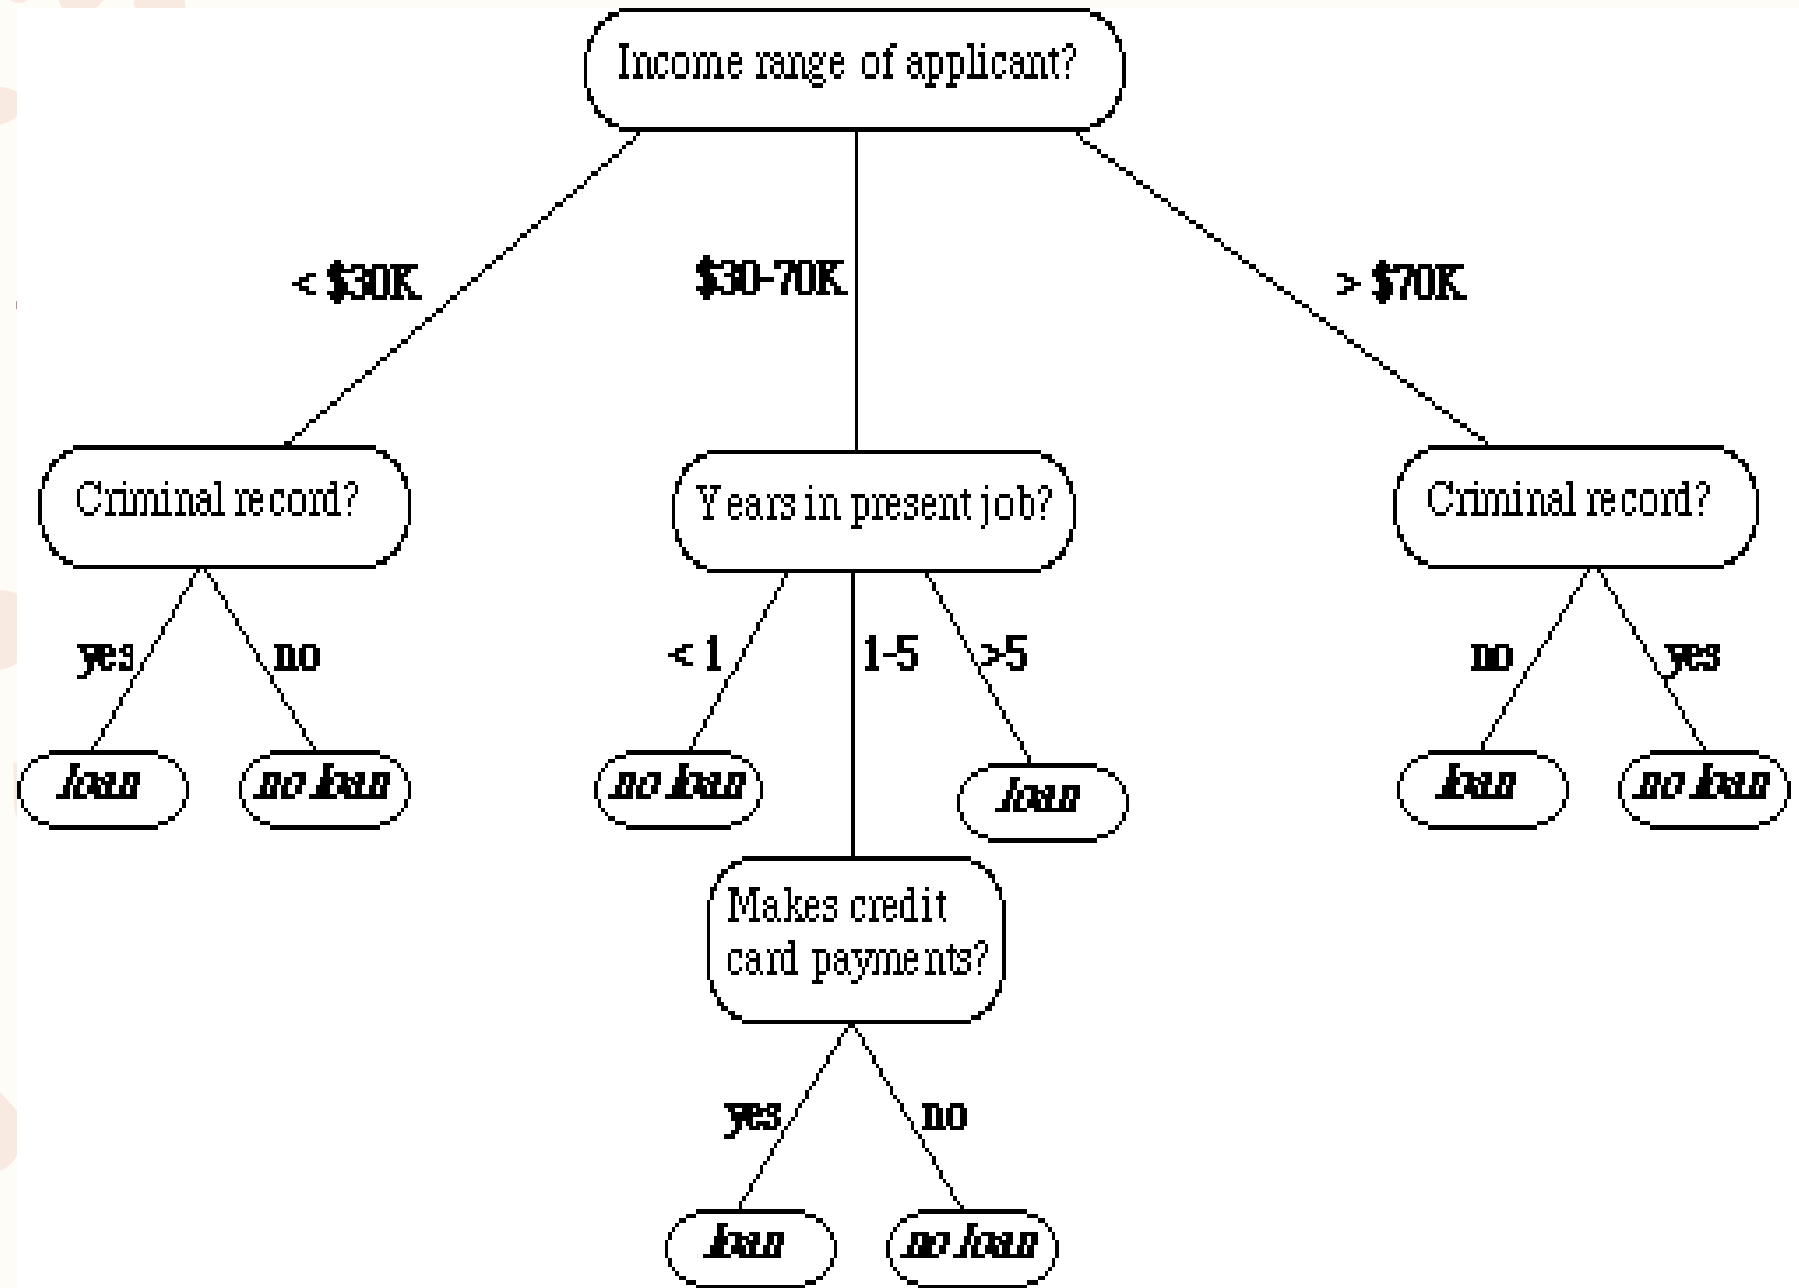 Income range of applicant?
< $30K
$30-70K
> $70K
Criminal record?
Years in present job?
Criminal record?
yes
no
< 1
1-5
>5
no
yes
loan
no loan
no loan
loan
loan
no loan
Makes credit
card payments?
yes
no
loan
no loan